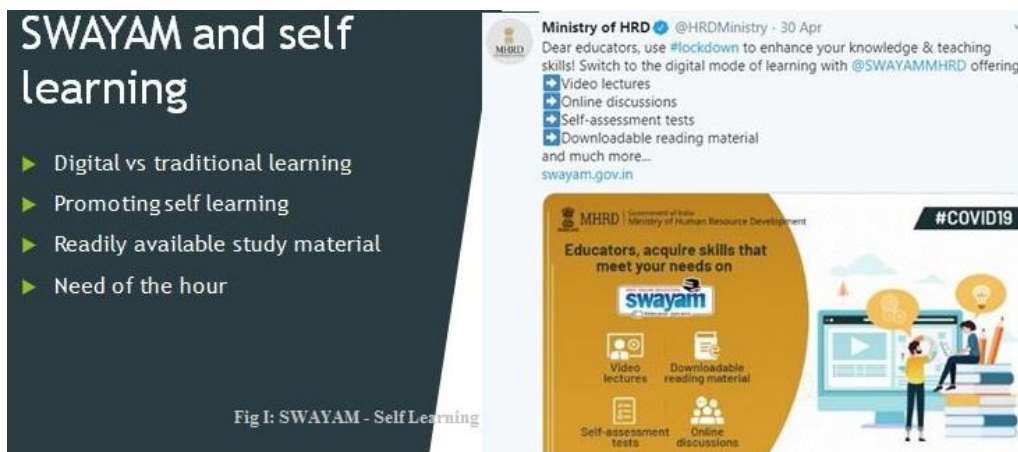 SWAYAM and self
learning
Digital vs traditional learning
Promoting self learning
Readily available study material
Need of the hour
Fig I: SWAYAM - Self Learning
MHRD
Ministry of HRD @HRDMinistry · 30 Apr
Dear educators, use #lockdown to enhance your knowledge & teaching
skills! Switch to the digital mode of learning with @SWAYAMMHRD offering
Video lectures
Online discussions
Self-assessment tests
Downloadable reading material
and much more...
swayam.gov.in
MHRD
Government of India
Ministry of Human Resource Development
#COVID19
Educators, acquire skills that
meet your needs on
swayam
Video
lectures
Downloadable
reading material
Self-assessment
tests
Online
discussions